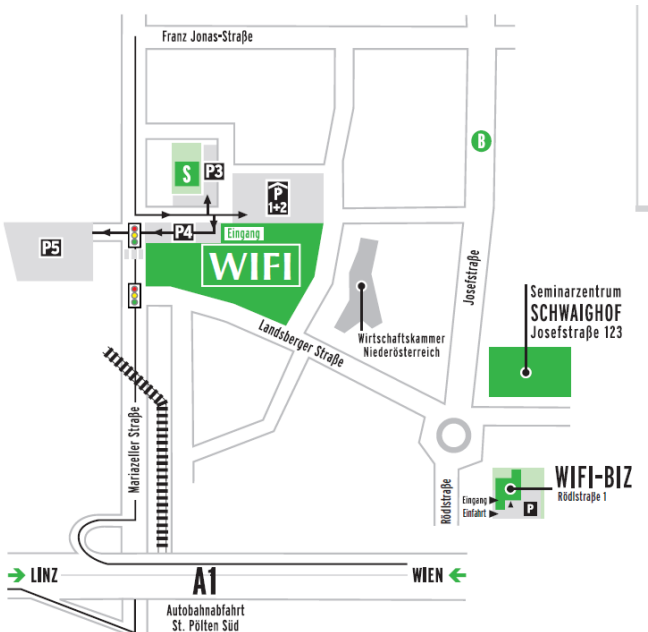 Franz Jonas-Straße
B
S
P3
P
1+2
P5
P4
Eingang
WIFI
Josefstraße
Seminarzentrum
SCHWAIGHOF
Josefstraße 123
Wirtschaftskammer
Niederösterreich
Landsberger Straße
Mariazeller Straße
Rödlstraße
WIFI-BIZ
Rödlstraße 1
Eingang
Einfahrt
P
LINZ
A1
WIEN
Autobahnabfahrt
St. Pölten Süd